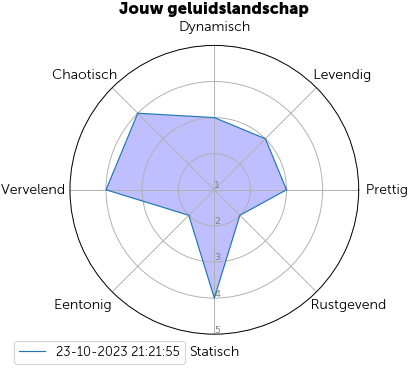 Jouw geluidslandschap
Dynamisch
Chaotisch
Levendig
Vervelend
Prettig
1
2
3
4
5
Eentonig
Rustgevend
Statisch
23-10-2023 21:21:55